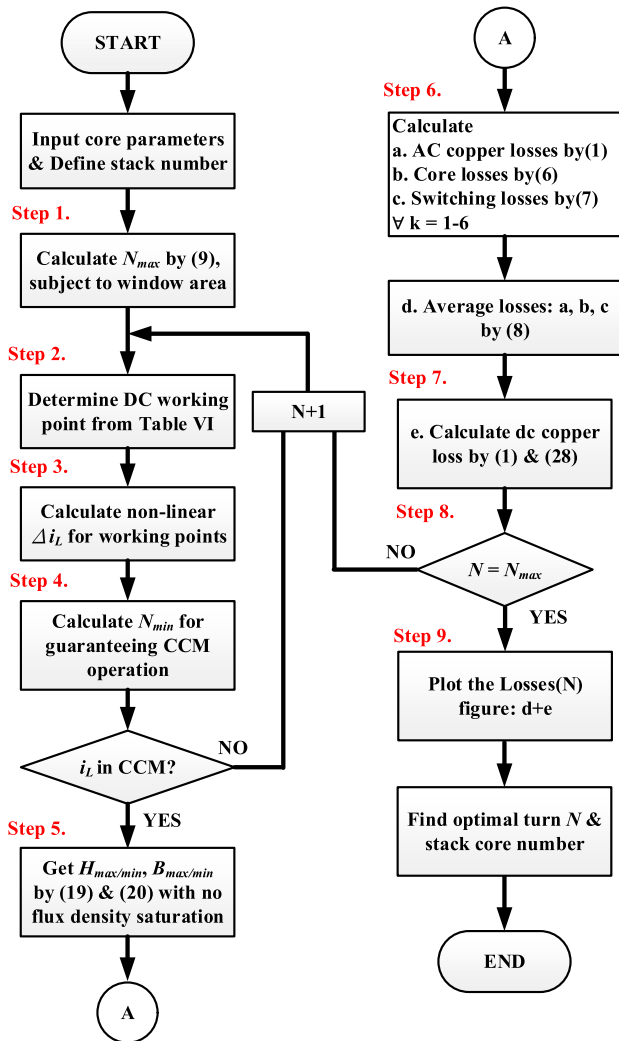 START
Input core parameters
& Define stack number
Step 1.
Calculate Nmax by (9),
subject to window area
Step 2.
Determine DC working
point from Table VI
N+1
Step 3.
Calculate non-linear
ΔiL for working points
Step 4.
Calculate Nmin for
guaranteeing CCM
operation
iL in CCM?
NO
YES
Step 5.
Get Hmax/min, Bmax/min
by (19) & (20) with no
flux density saturation
A
A
Step 6.
Calculate
a. AC copper losses by(1)
b. Core losses by(6)
c. Switching losses by(7)
∀ k = 1-6
d. Average losses: a, b, c
by (8)
Step 7.
e. Calculate dc copper
loss by (1) & (28)
Step 8.
NO
N = Nmax
YES
Step 9.
Plot the Losses(N)
figure: d+e
Find optimal turn N &
stack core number
END